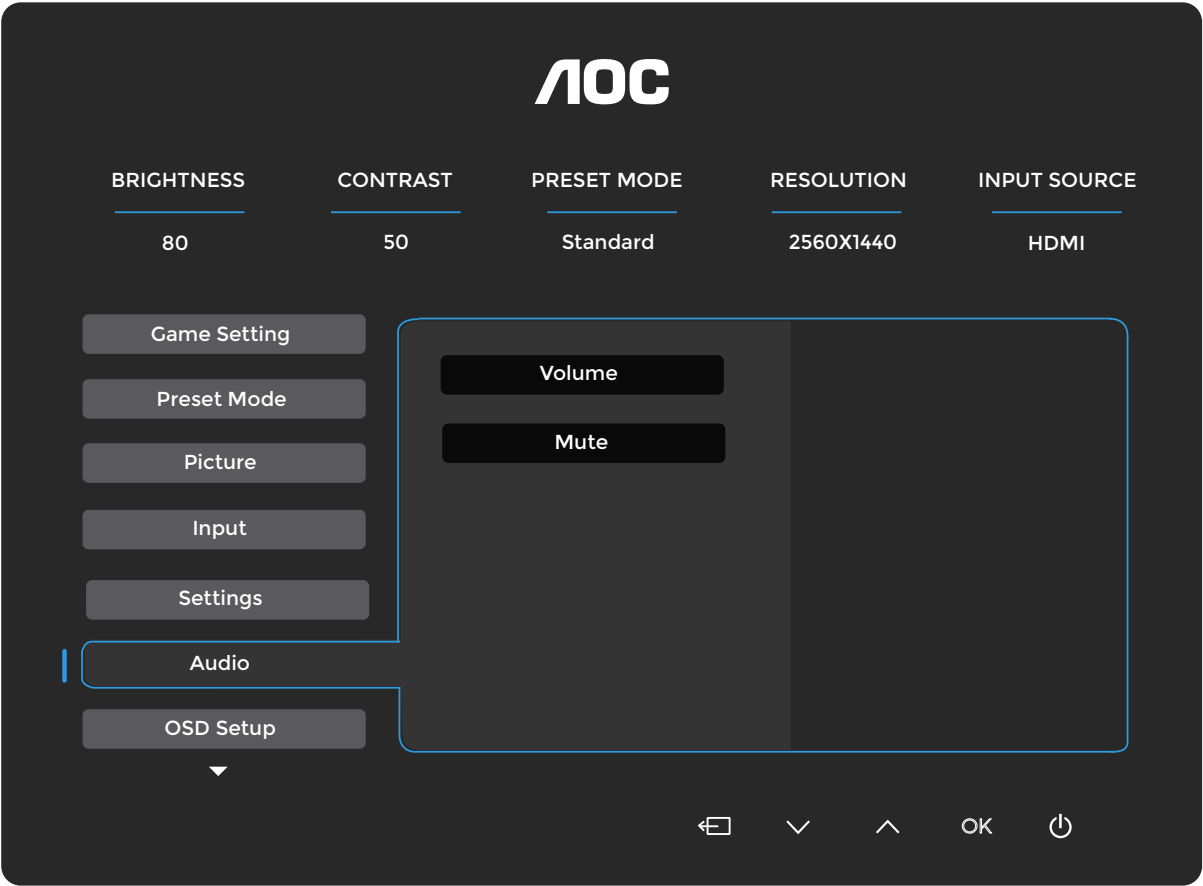 AOC
BRIGHTNESS CONTRAST PRESET MODE RESOLUTION INPUT SOURCE
80 50 Standard 2560X1440 HDMI
Game Setting
Preset Mode
Picture
Input
Settings
Audio
OSD Setup
Volume
Mute
OK